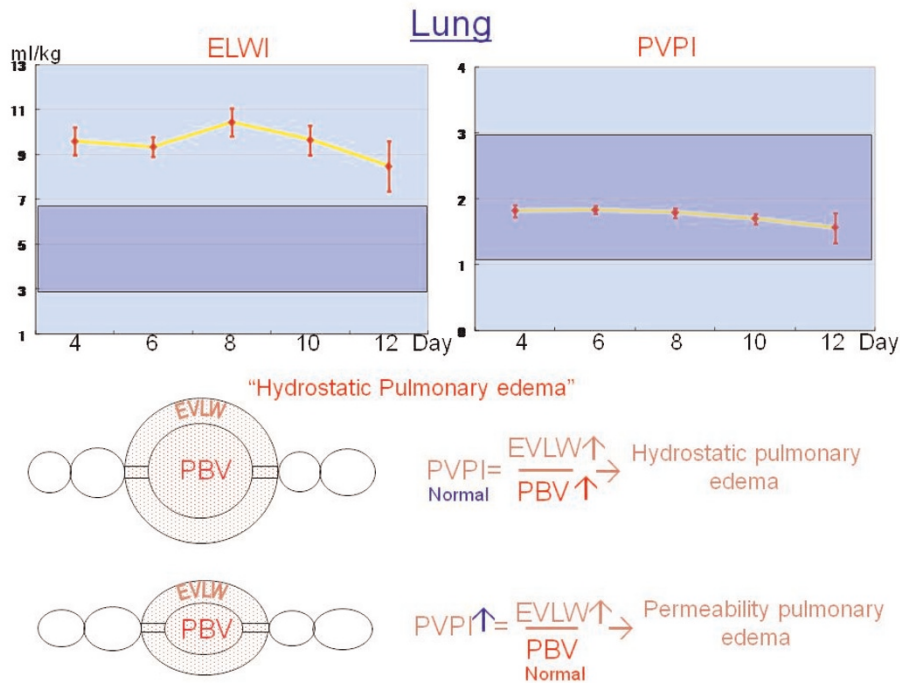 Lung
ELWI
ml/kg
13
11
9
7
5
3
1
4 6 8 10 12 Day
PVPI
4
3
2
1
0
4 6 8 10 12 Day
“Hydrostatic Pulmonary edema”
EVLW
PBV
PVPI= EVLW↑ → Hydrostatic pulmonary
Normal PBV ↑ edema
EVLW
PBV
PVPI↑= EVLW↑ → Permeability pulmonary
PBV edema
Normal